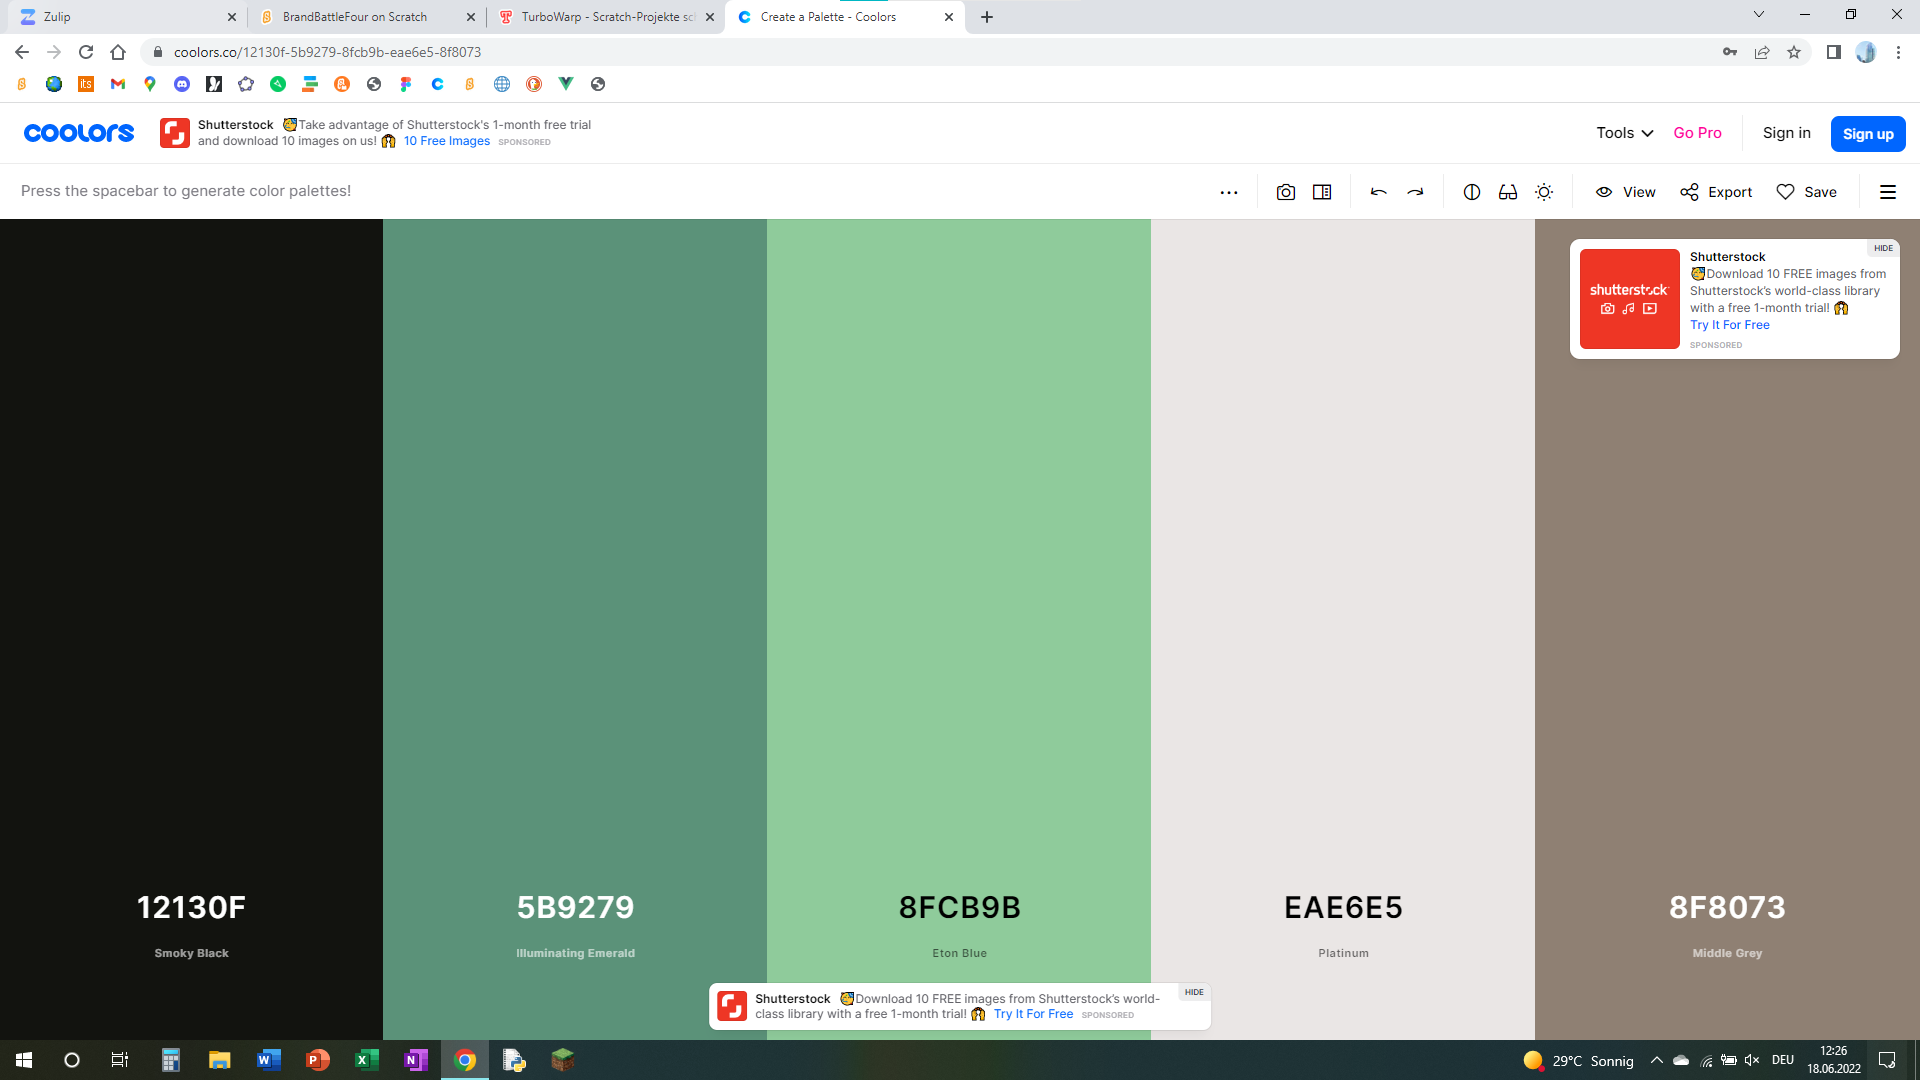 Zulip
BrandBattleFour on Scratch
TurboWarp - Scratch-Projekte sc
Create a Palette - Coolors
coolors.co/12130f-5b9279-8fcb9b-eae6e5-8f8073
its
coolors
Shutterstock 🥳Take advantage of Shutterstock's 1-month free trial
and download 10 images on us! 🙌 10 Free Images SPONSORED
Tools
Go Pro
Sign in
Sign up
Press the spacebar to generate color palettes!
View
Export
Save
HIDE
Shutterstock
Download 10 FREE images from
Shutterstock’s world-class library
with a free 1-month trial!
Try It For Free
SPONSORED
shutterstock
12130F
5B9279
8FCB9B
EAE6E5
8F8073
Smoky Black
Illuminating Emerald
Eton Blue
Platinum
Middle Grey
Shutterstock Download 10 FREE images from Shutterstock’s world-
class library with a free 1-month trial! Try It For Free SPONSORED
HIDE
29°C Sonnig
DEU
12:26
18.06.2022